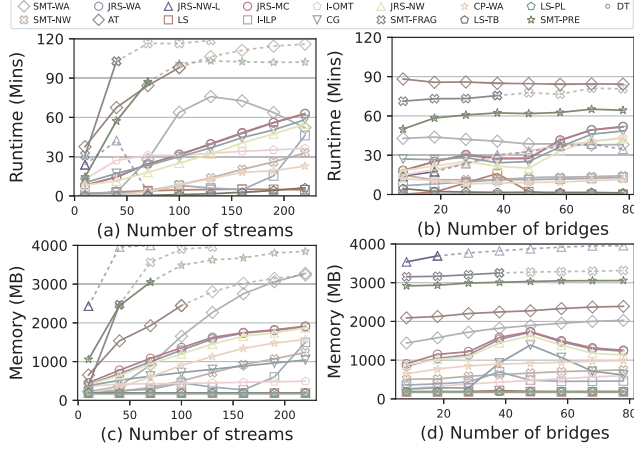 SMT-WA JRS-WA JRS-NW-L JRS-MC I-OMT JRS-NW CP-WA LS-PL DT
SMT-NW AT LS I-ILP CG SMT-FRAG LS-TB SMT-PRE
Runtime (Mins)
120
90
60
30
0
0 50 100 150 200
(a) Number of streams
Runtime (Mins)
120
90
60
30
0
20 40 60 80
(b) Number of bridges
Memory (MB)
4000
3000
2000
1000
0
0 50 100 150 200
(c) Number of streams
Memory (MB)
4000
3000
2000
1000
0
20 40 60 80
(d) Number of bridges